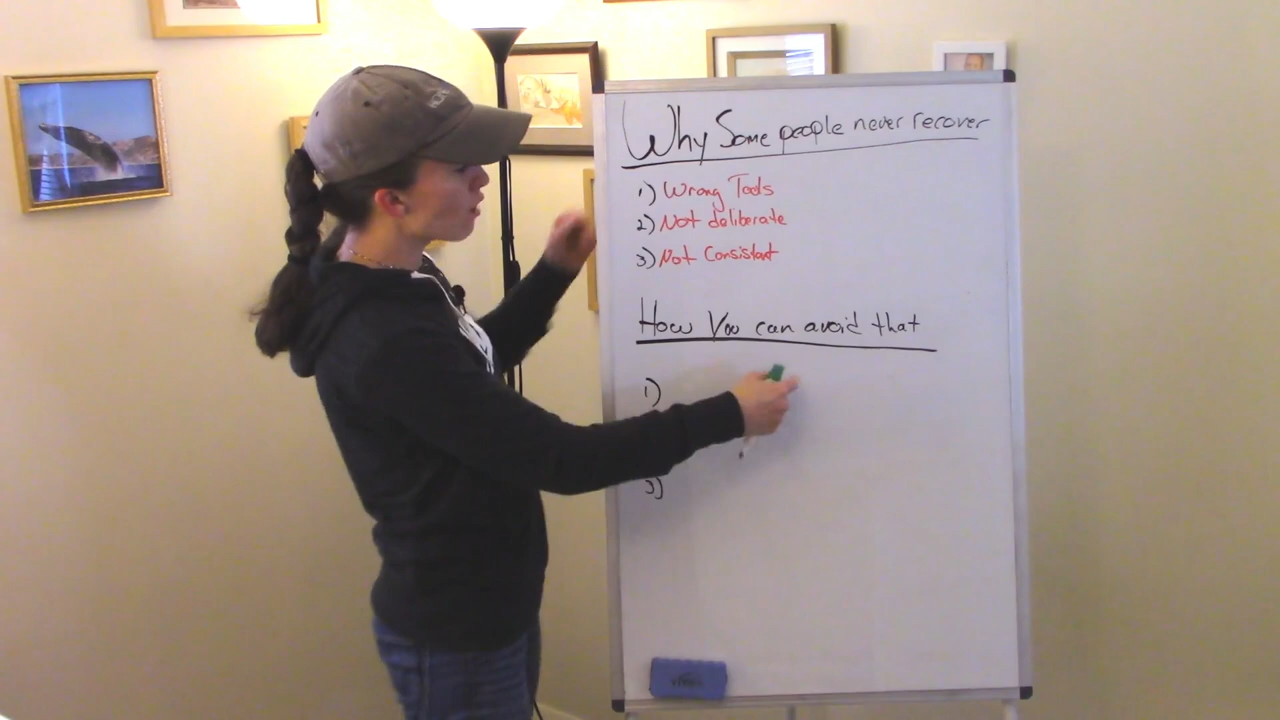 Why Some people never recover
1) Wrong Tools
2) Not deliberate
3) Not Consistant
How You can avoid that
1)
3)